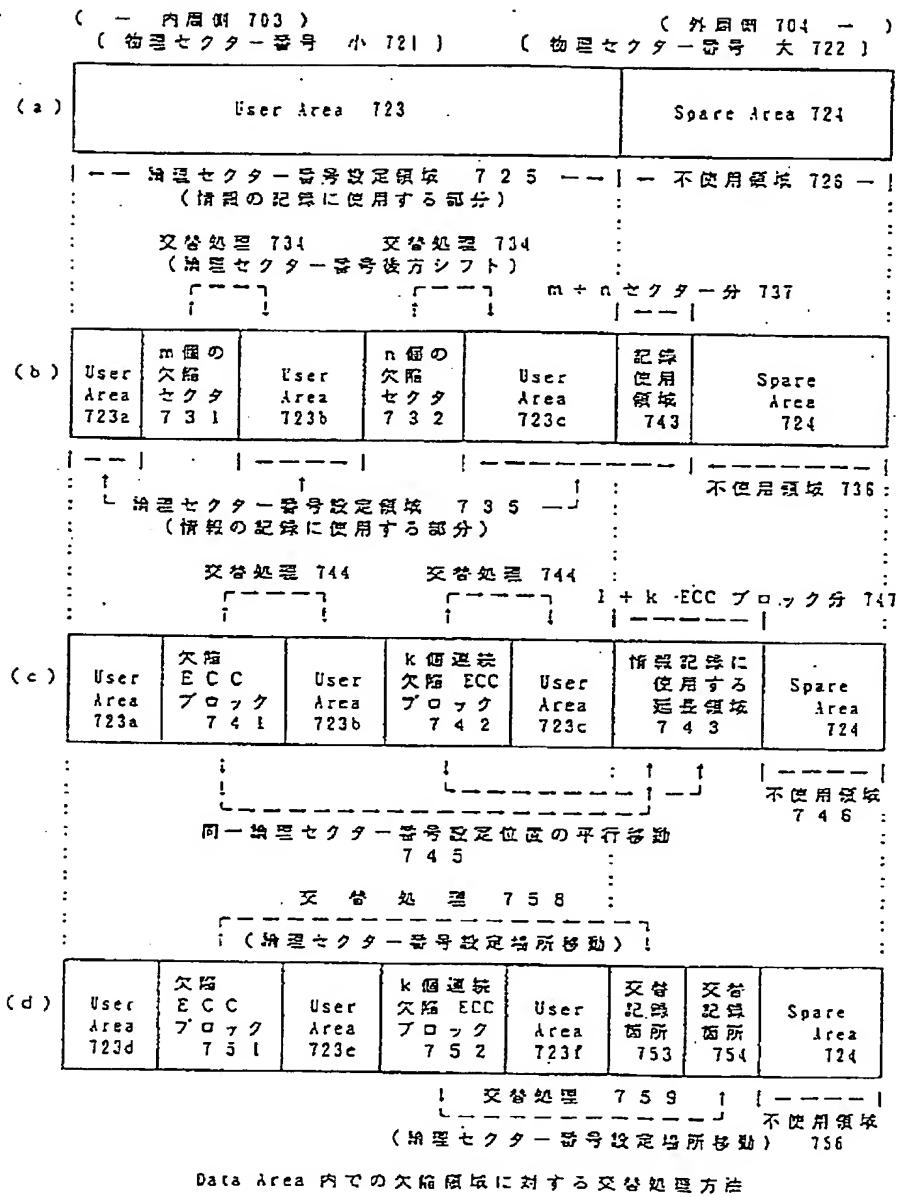 ( ー 内周側 703 )
( 外周側 704 ー )
( 物理セクター番号 小 721 )
( 物理セクター番号 大 722 )
(a)
User Area 723
Spare Area 724
論理セクター番号設定領域 725
不使用領域 726
(情報の記録に使用する部分)
交替処理 734
交替処理 734
(論理セクター番号後方シフト)
m + n セクター分 737
(b)
User
Area
723a
m個の
欠陥
セクタ
731
User
Area
723b
n個の
欠陥
セクタ
732
User
Area
723c
記録
使用
領域
743
Spare
Area
724
不使用領域 736
論理セクター番号設定領域 735
(情報の記録に使用する部分)
交替処理 744
交替処理 744
1 + k ECC ブロック分 747
(c)
User
Area
723a
欠陥
ECC
ブロック
741
User
Area
723b
k個連続
欠陥 ECC
ブロック
742
User
Area
723c
情報記録に
使用する
延長領域
743
Spare
Area
724
不使用領域
746
同一論理セクター番号設定位置の平行移動
745
交替処理 758
(論理セクター番号設定場所移動)
(d)
User
Area
723d
欠陥
ECC
ブロック
751
User
Area
723e
k個連続
欠陥 ECC
ブロック
752
User
Area
723f
交替
記録
箇所
753
交替
記録
箇所
754
Spare
Area
724
交替処理 759
不使用領域
756
(論理セクター番号設定場所移動)
Data Area 内での欠陥領域に対する交替処理方法